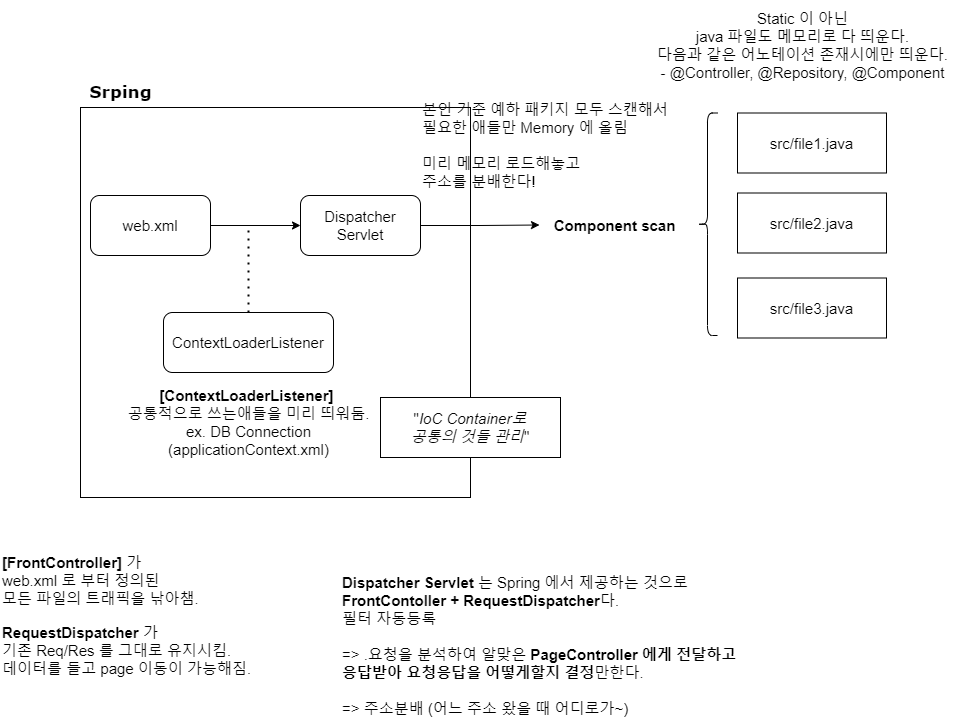 Static 이 아닌
java 파일도 메모리로 다 띄운다.
다음과 같은 어노테이션 존재시에만 띄운다.
- @Controller, @Repository, @Component
Srping
본인 기준 예하 패키지 모두 스캔해서
필요한 애들만 Memory 에 올림
미리 메모리 로드해놓고
주소를 분배한다!
web.xml
Dispatcher
Servlet
Component scan
src/file1.java
src/file2.java
src/file3.java
ContextLoaderListener
[ContextLoaderListener]
공통적으로 쓰는애들을 미리 띄워둠.
ex. DB Connection
(applicationContext.xml)
"IoC Container로
공통의 것들 관리"
[FrontController] 가
web.xml 로 부터 정의된
모든 파일의 트래픽을 낚아챔.
RequestDispatcher 가
기존 Req/Res 를 그대로 유지시킴.
데이터를 들고 page 이동이 가능해짐.
Dispatcher Servlet 는 Spring 에서 제공하는 것으로
FrontContoller + RequestDispatcher다.
필터 자동등록
=> .요청을 분석하여 알맞은 PageController 에게 전달하고
응답받아 요청응답을 어떻게할지 결정만한다.
=> 주소분배 (어느 주소 왔을 때 어디로가~)